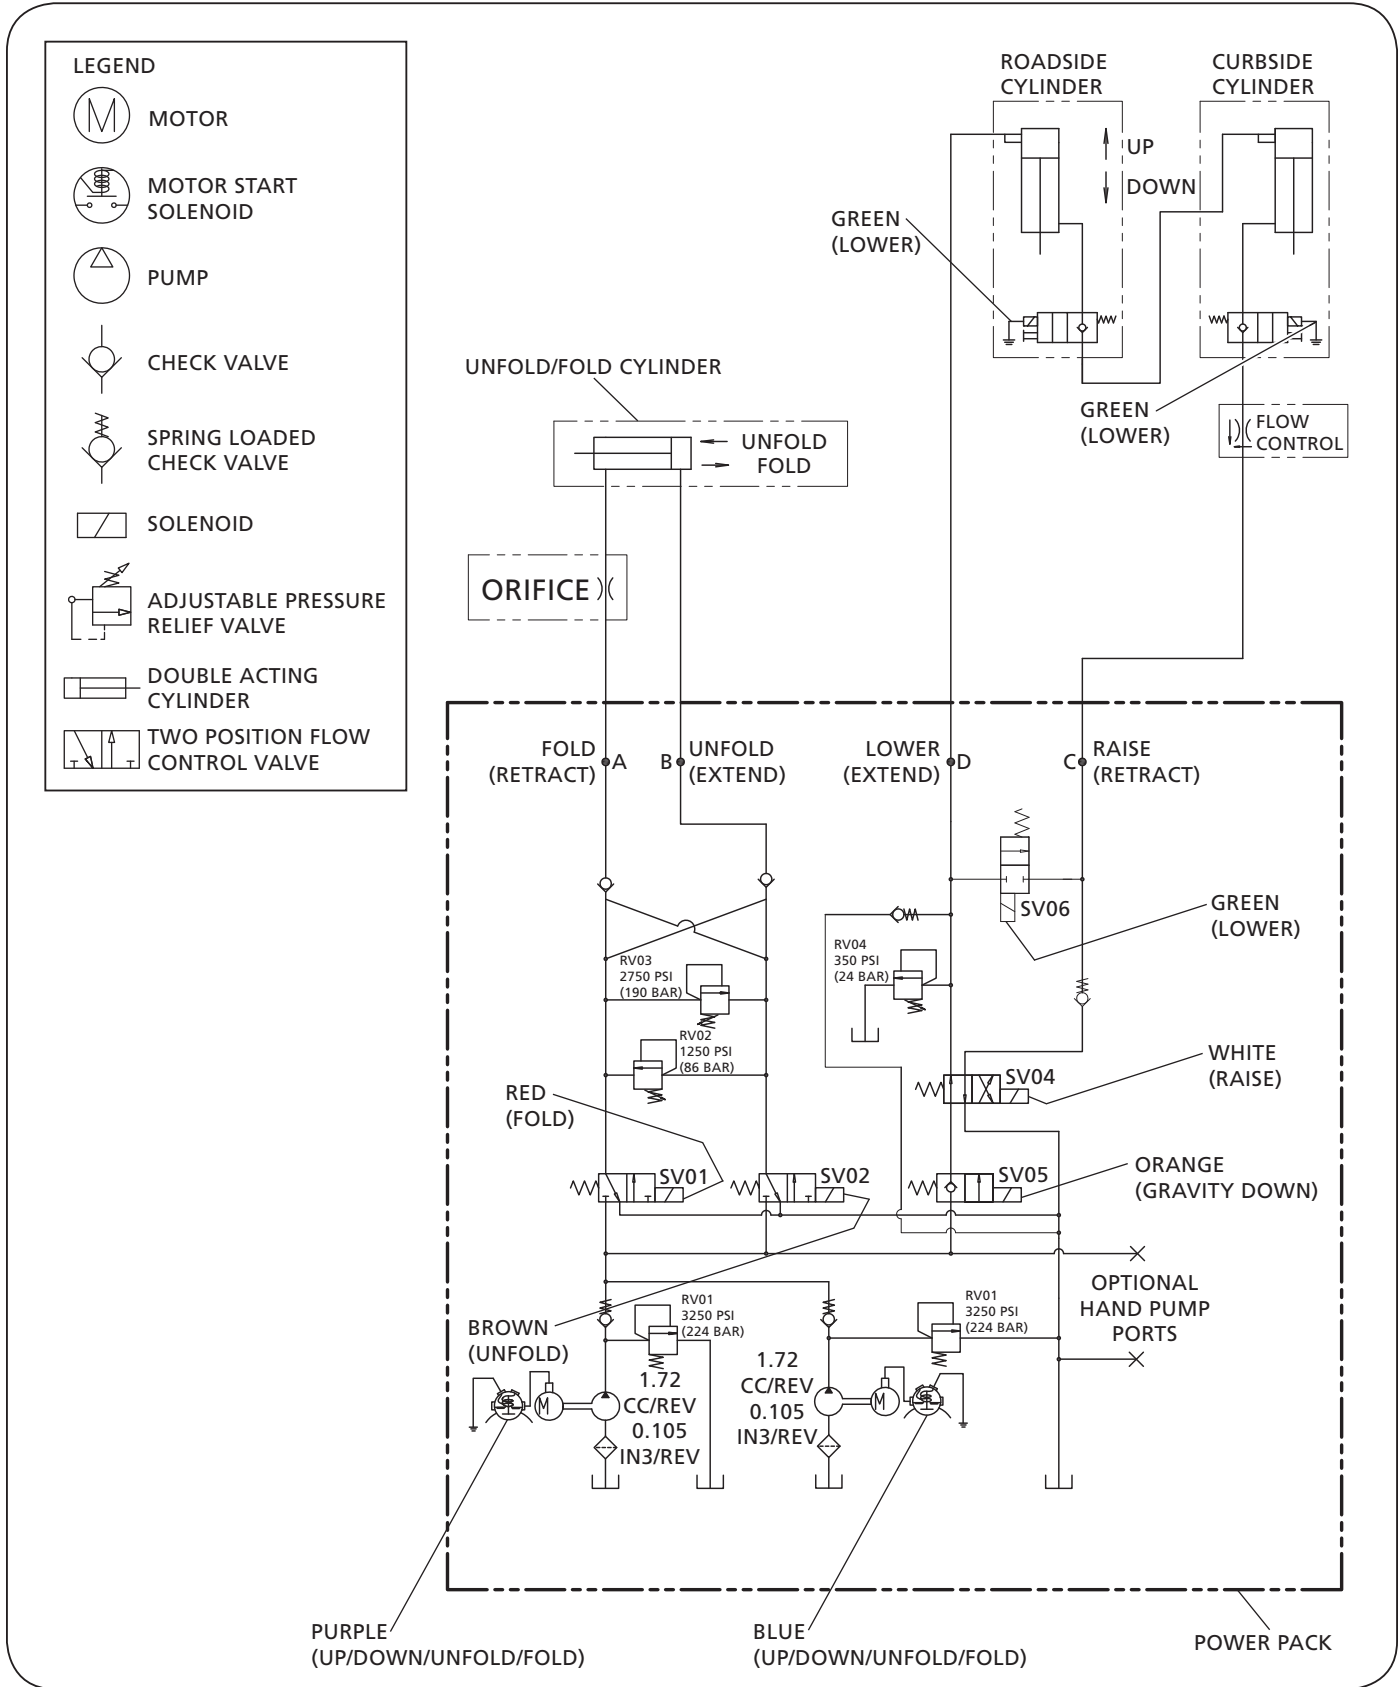 LEGEND
MOTOR
MOTOR START
SOLENOID
PUMP
CHECK VALVE
SPRING LOADED
CHECK VALVE
SOLENOID
ADJUSTABLE PRESSURE
RELIEF VALVE
DOUBLE ACTING
CYLINDER
TWO POSITION FLOW
CONTROL VALVE
ROADSIDE
CYLINDER
CURBSIDE
CYLINDER
UP
DOWN
GREEN
(LOWER)
GREEN
(LOWER)
FLOW
CONTROL
UNFOLD/FOLD CYLINDER
UNFOLD
FOLD
ORIFICE
FOLD
(RETRACT)
A
B
UNFOLD
(EXTEND)
LOWER
(EXTEND)
D
C
RAISE
(RETRACT)
SV06
GREEN
(LOWER)
RV04
350 PSI
(24 BAR)
RV03
2750 PSI
(190 BAR)
RV02
1250 PSI
(86 BAR)
RED
(FOLD)
SV04
WHITE
(RAISE)
SV01
SV02
SV05
ORANGE
(GRAVITY DOWN)
OPTIONAL
HAND PUMP
PORTS
BROWN
(UNFOLD)
RV01
3250 PSI
(224 BAR)
RV01
3250 PSI
(224 BAR)
M
1.72
CC/REV
0.105
IN3/REV
1.72
CC/REV
0.105
IN3/REV
M
PURPLE
(UP/DOWN/UNFOLD/FOLD)
BLUE
(UP/DOWN/UNFOLD/FOLD)
POWER PACK